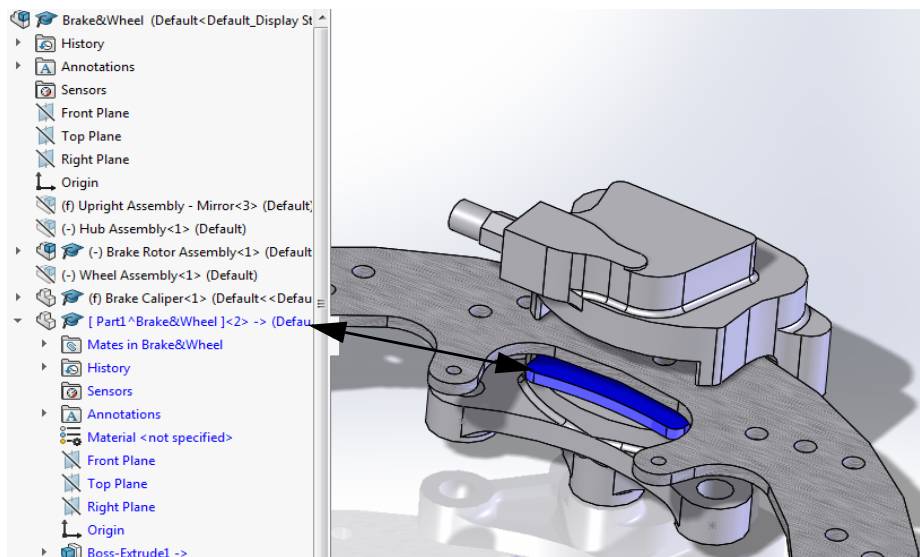 Brake&Wheel (Default<Default_Display St
History
Annotations
Sensors
Front Plane
Top Plane
Right Plane
Origin
(f) Upright Assembly - Mirror<3> (Default)
(-) Hub Assembly<1> (Default)
(-) Brake Rotor Assembly<1> (Default
(-) Wheel Assembly<1> (Default)
(f) Brake Caliper<1> (Default<<Defau
[ Part1^Brake&Wheel ]<2> -> (Defau
Mates in Brake&Wheel
History
Sensors
Annotations
Material <not specified>
Front Plane
Top Plane
Right Plane
Origin
Boss-Extrude1 ->